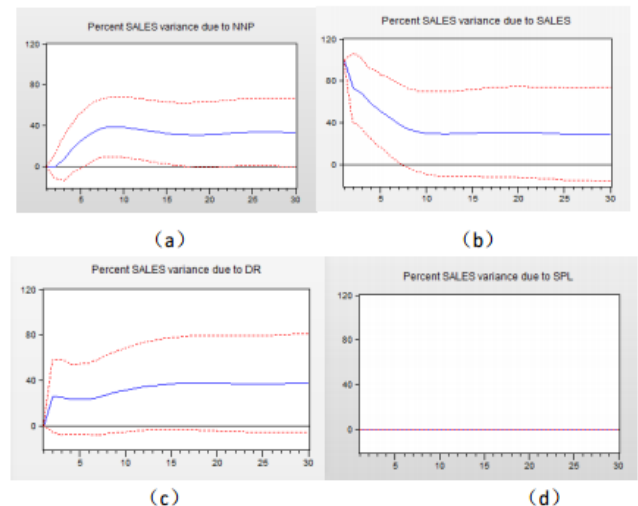 Percent SALES variance due to NNP
120
80
40
0
5 10 15 20 25 30
(a)
Percent SALES variance due to SALES
120
80
40
0
5 10 15 20 25 30
(b)
Percent SALES variance due to DR
120
80
40
0
5 10 15 20 25 30
(c)
Percent SALES variance due to SPL
120
80
40
0
5 10 15 20 25 30
(d)